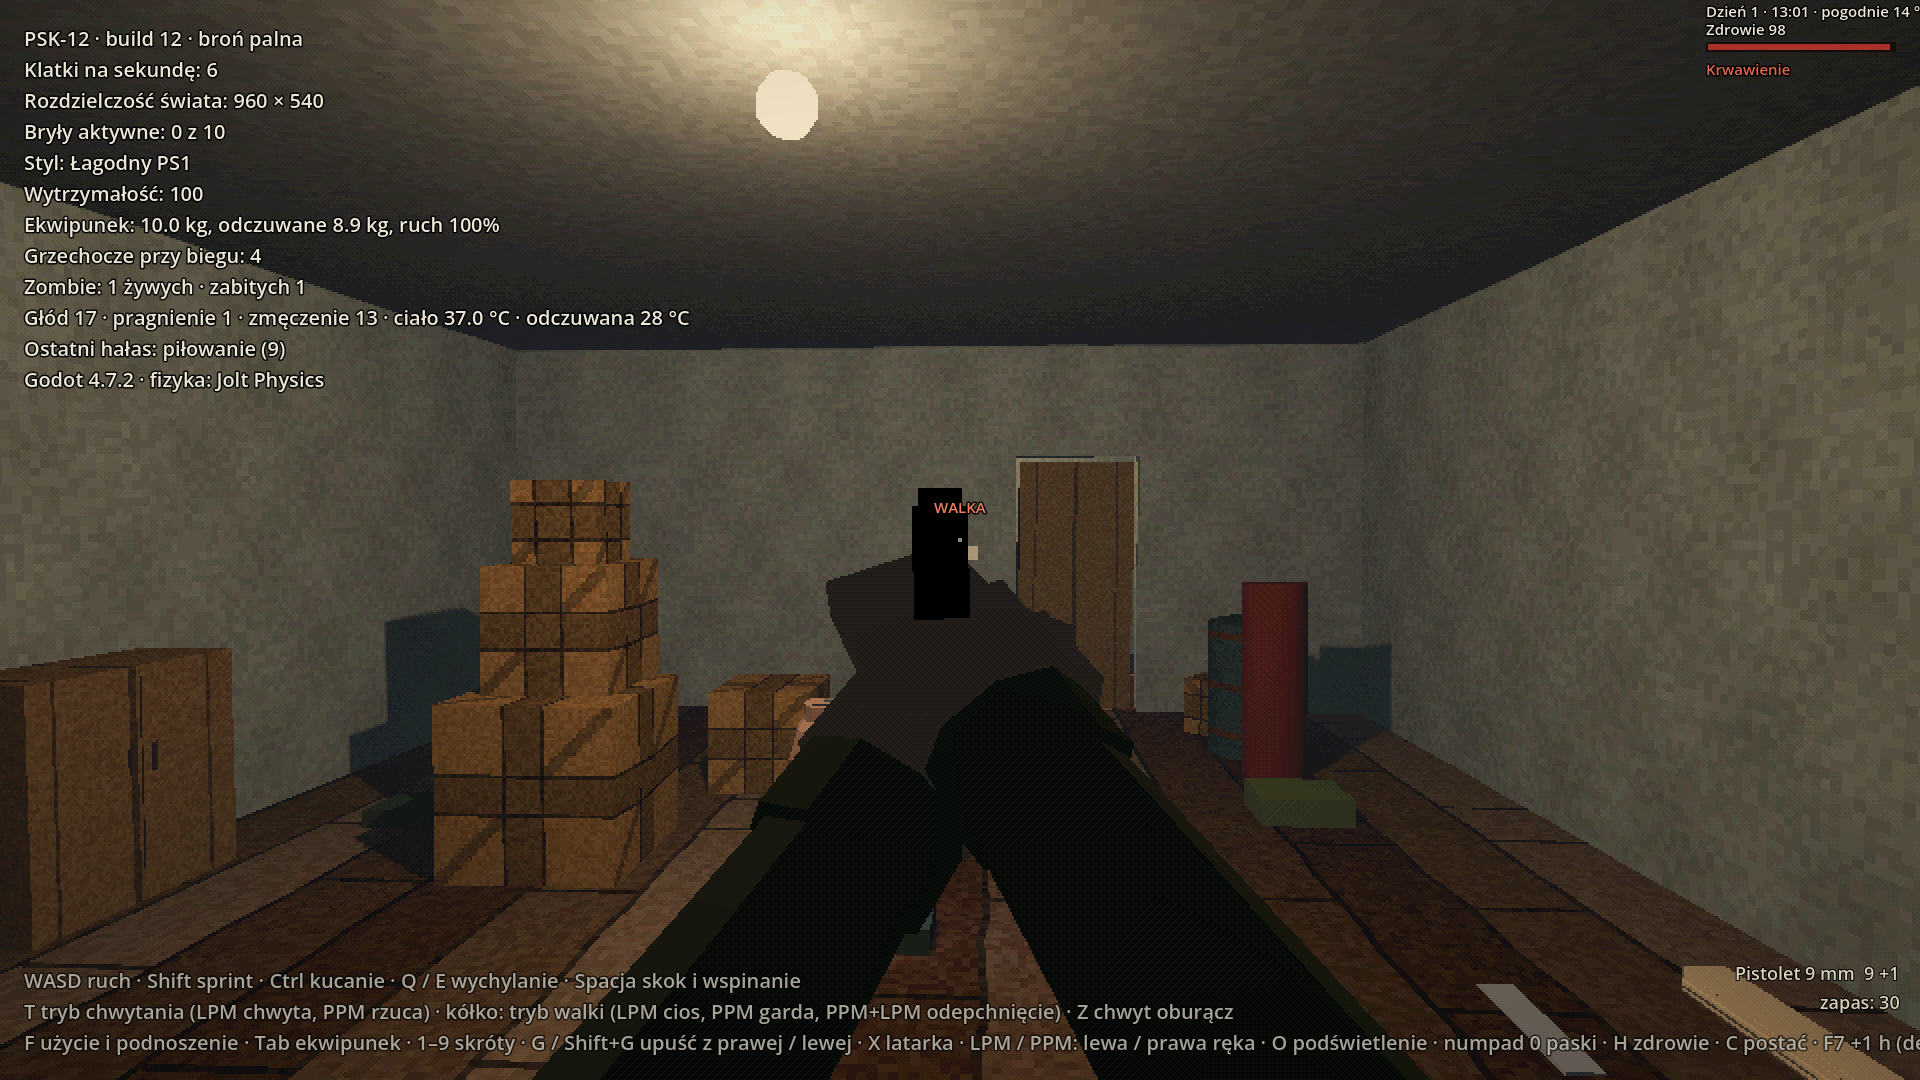 PSK-12 · build 12 · broń palna
Klatki na sekundę: 6
Rozdzielczość świata: 960 × 540
Bryły aktywne: 0 z 10
Styl: Łagodny PS1
Wytrzymałość: 100
Ekwipunek: 10.0 kg, odczuwane 8.9 kg, ruch 100%
Grzechocze przy biegu: 4
Zombie: 1 żywych · zabitych 1
Głód 17 · pragnienie 1 · zmęczenie 13 · ciało 37.0 °C · odczuwana 28 °C
Ostatni hałas: piłowanie (9)
Godot 4.7.2 · fizyka: Jolt Physics
Dzień 1 · 13:01 · pogodnie 14 °
Zdrowie 98
Krwawienie
WALKA
Pistolet 9 mm 9 +1
zapas: 30
WASD ruch · Shift sprint · Ctrl kucanie · Q / E wychylanie · Spacja skok i wspinanie
T tryb chwytania (LPM chwyta, PPM rzuca) · kółko: tryb walki (LPM cios, PPM garda, PPM+LPM odepchnięcie) · Z chwyt oburącz
F użycie i podnoszenie · Tab ekwipunek · 1–9 skróty · G / Shift+G upuść z prawej / lewej · X latarka · LPM / PPM: lewa / prawa ręka · O podświetlenie · numpad 0 paski · H zdrowie · C postać · F7 +1 h (de